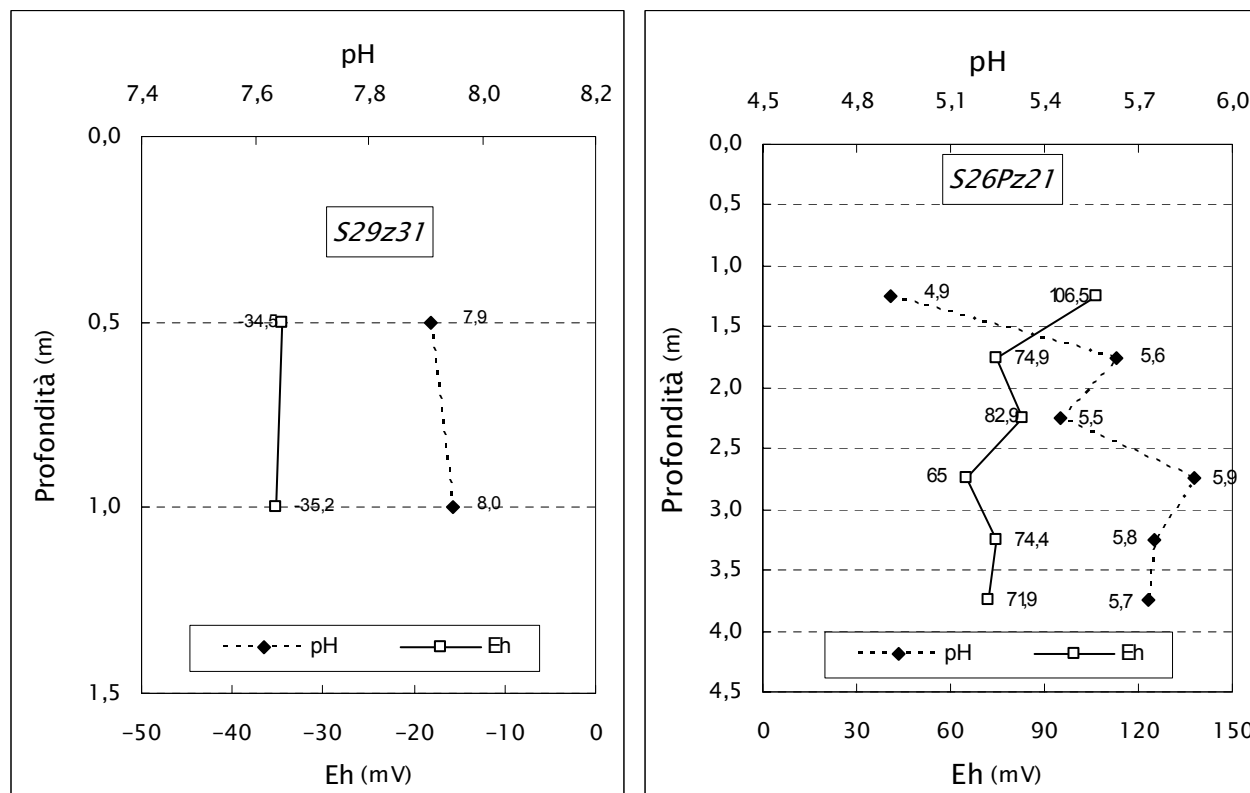 pH
7,4 7,6 7,8 8,0 8,2
0,0
S29z31
-34,5 7,9
0,5
Profondità (m)
1,0
-35,2 8,0
pH Eh
1,5
-50 -40 -30 -20 -10 0
Eh (mV)
pH
4,5 4,8 5,1 5,4 5,7 6,0
0,0
S26Pz21
0,5
1,0
4,9 106,5
1,5
74,9 5,6
2,0
82,9 5,5
2,5
65 5,9
Profondità (m)
3,0
74,4 5,8
3,5
71,9 5,7
4,0
pH Eh
4,5
0 30 60 90 120 150
Eh (mV)